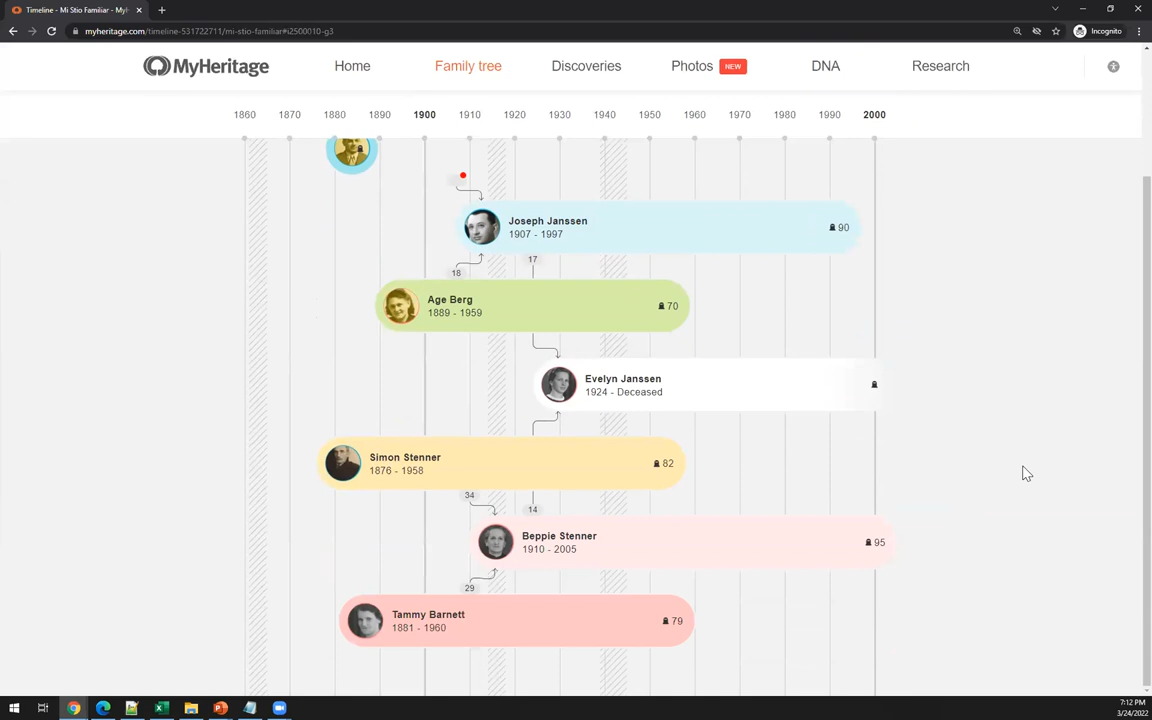 Timeline - Mi Stio Familiar - MyH
myheritage.com/timeline-531722711/mi-stio-familiar#i2500010-g3
Incognito
MyHeritage
Home
Family tree
Discoveries
Photos NEW
DNA
Research
1860 1870 1880 1890 1900 1910 1920 1930 1940 1950 1960 1970 1980 1990 2000
Joseph Janssen
1907 - 1997
90
18
17
Age Berg
1889 - 1959
70
Evelyn Janssen
1924 - Deceased
Simon Stenner
1876 - 1958
82
34
14
Beppie Stenner
1910 - 2005
95
29
Tammy Barnett
1881 - 1960
79
7:12 PM
3/24/2022